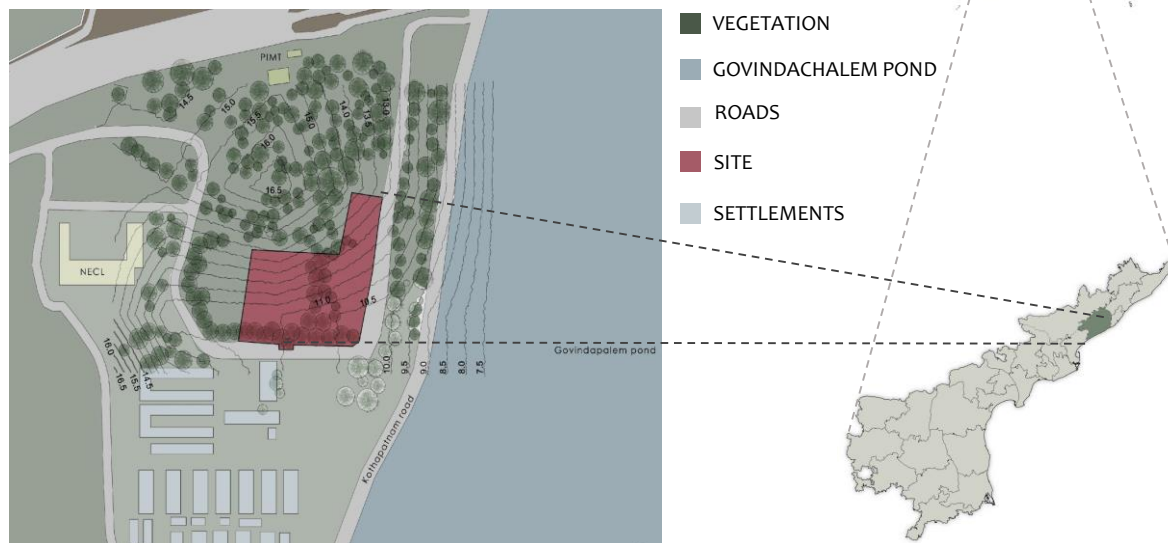 PIMT
14.5
15.0
15.5
15.0
14.0
13.5
13.0
16.0
16.5
NECL
11.0
10.5
16.0
14.5
15.5
16.5
10.0
9.5
9.0
8.5
8.0
7.5
Govindapalem pond
Kothapatnam road
VEGETATION
GOVINDACHALEM POND
ROADS
SITE
SETTLEMENTS